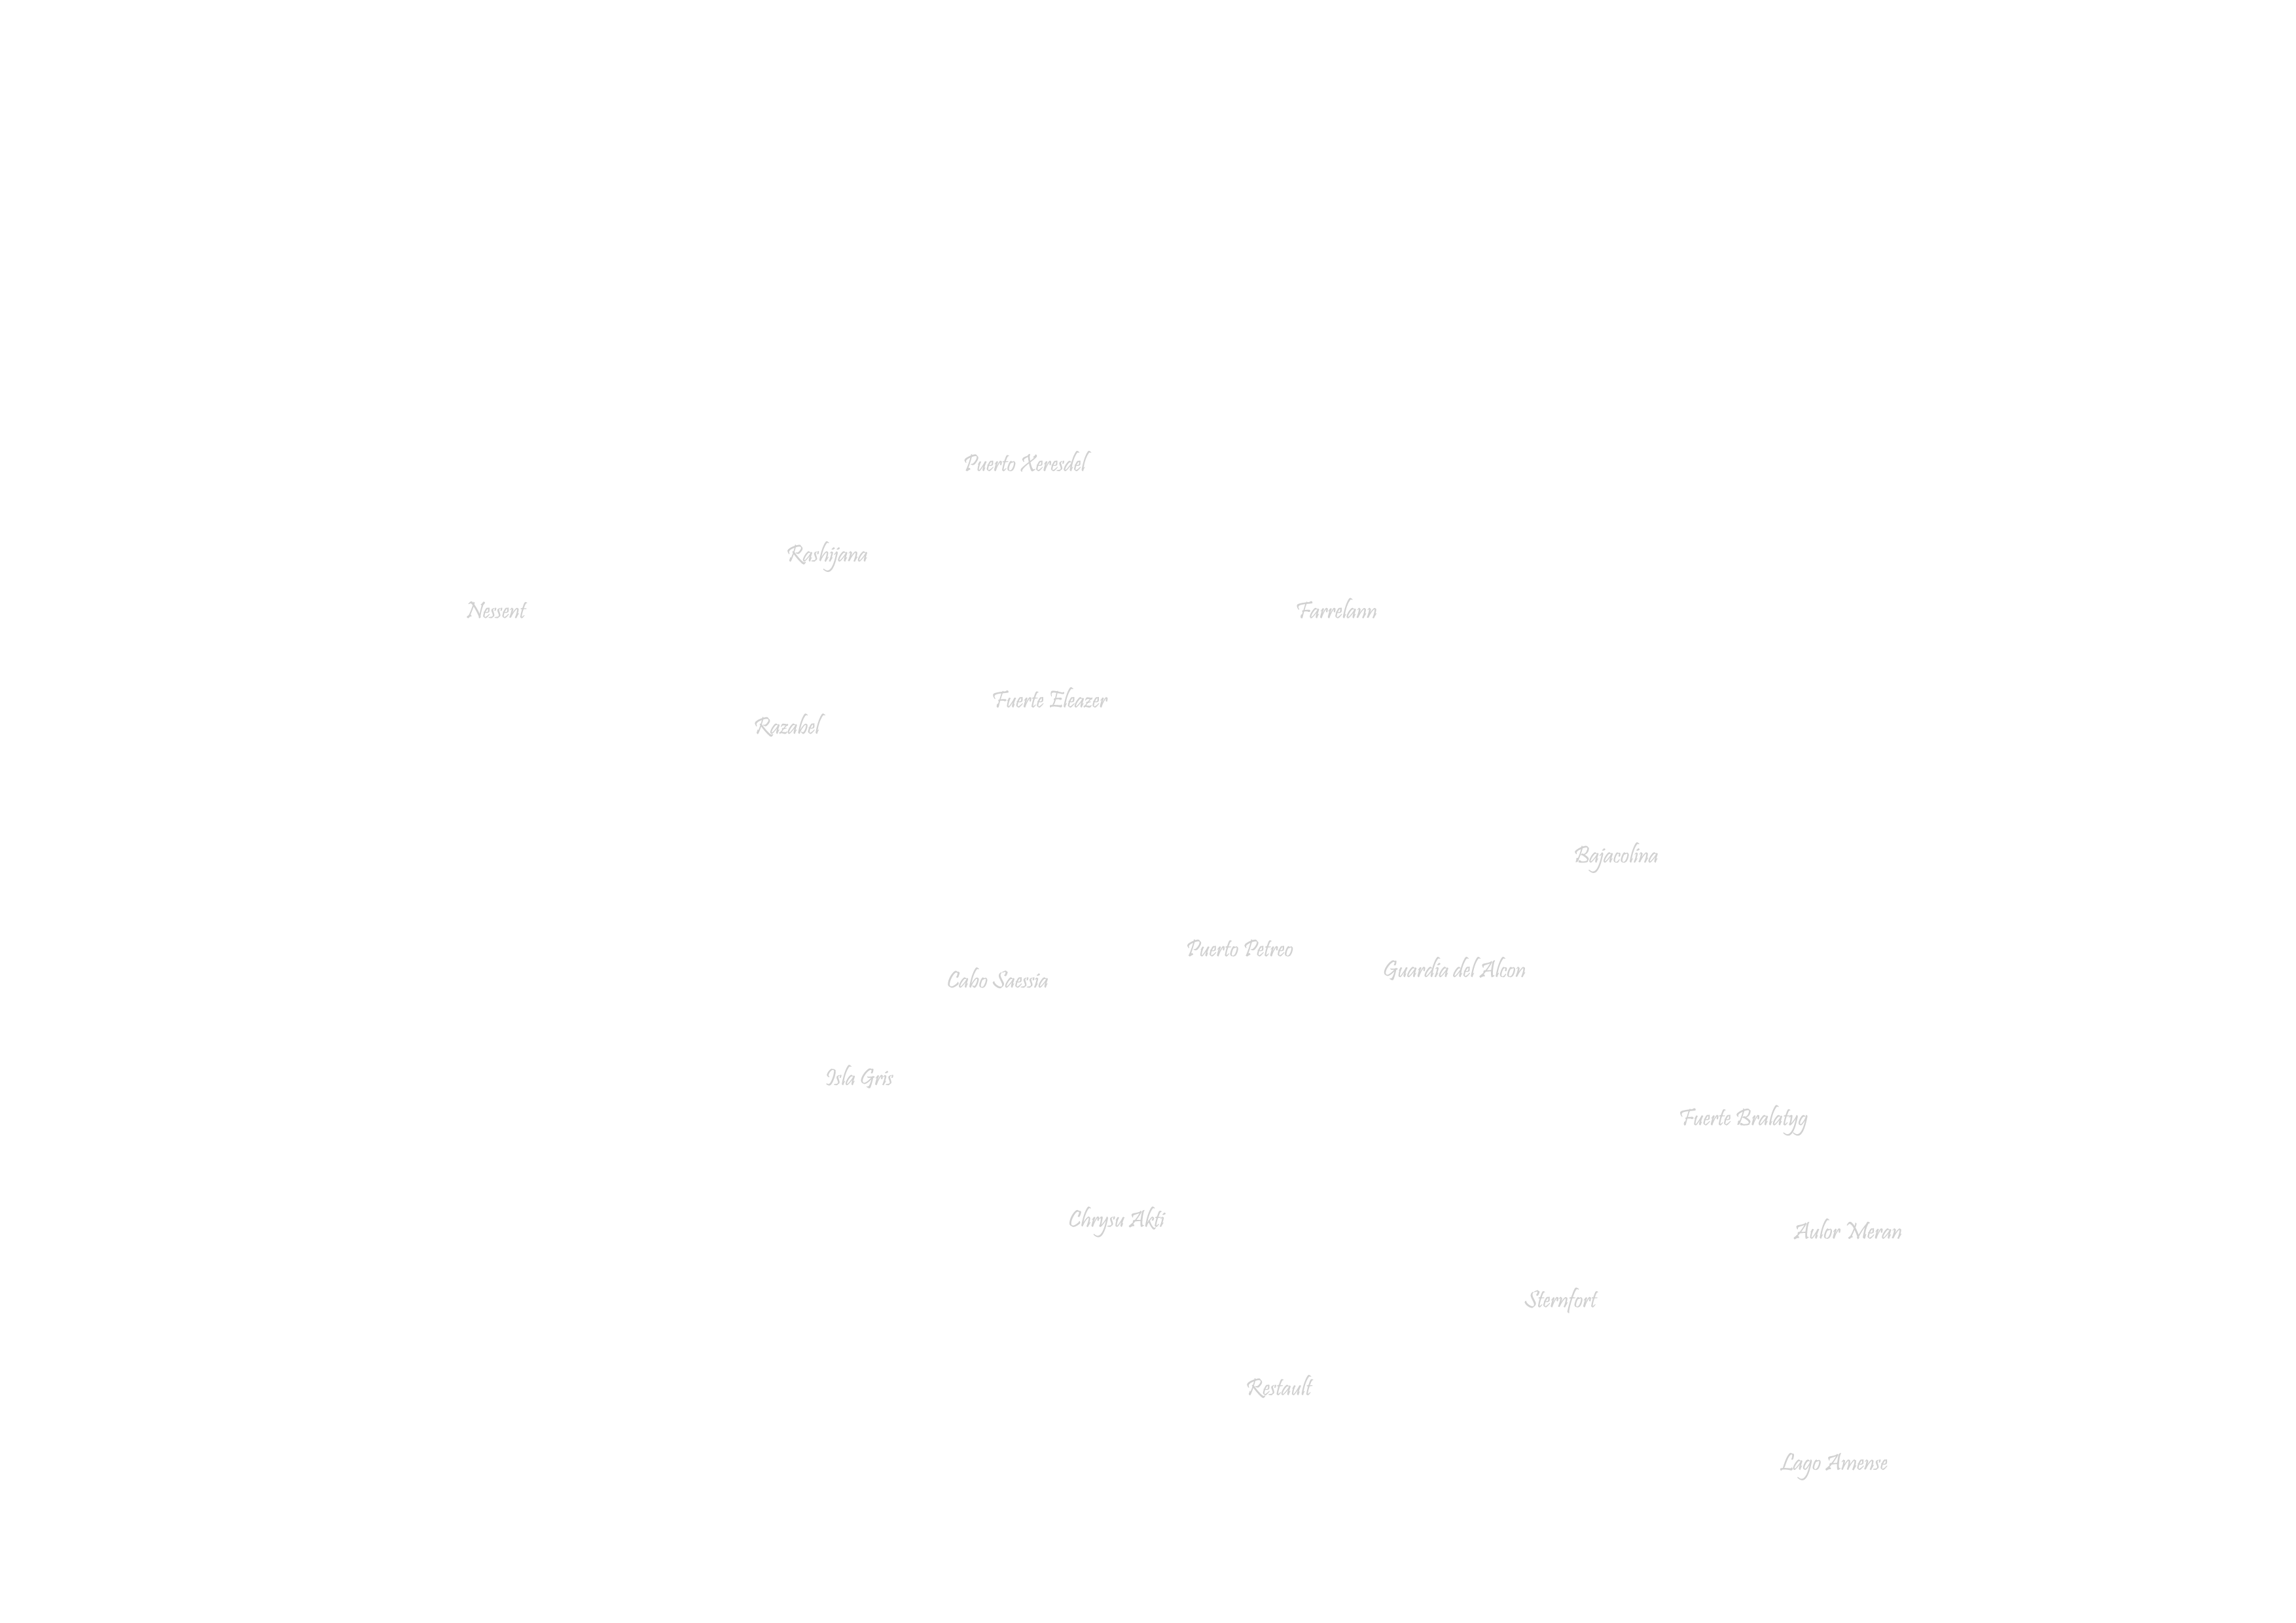 Puerto Xeresdel
Rashijana
Nessent
Farrelann
Fuerte Eleazer
Razabel
Bajacolina
Puerto Petreo
Guardia del Alcon
Cabo Saessia
Isla Gris
Fuerte Bralatyg
Chrysu Akti
Aulor Meran
Sternfort
Restault
Lago Amense